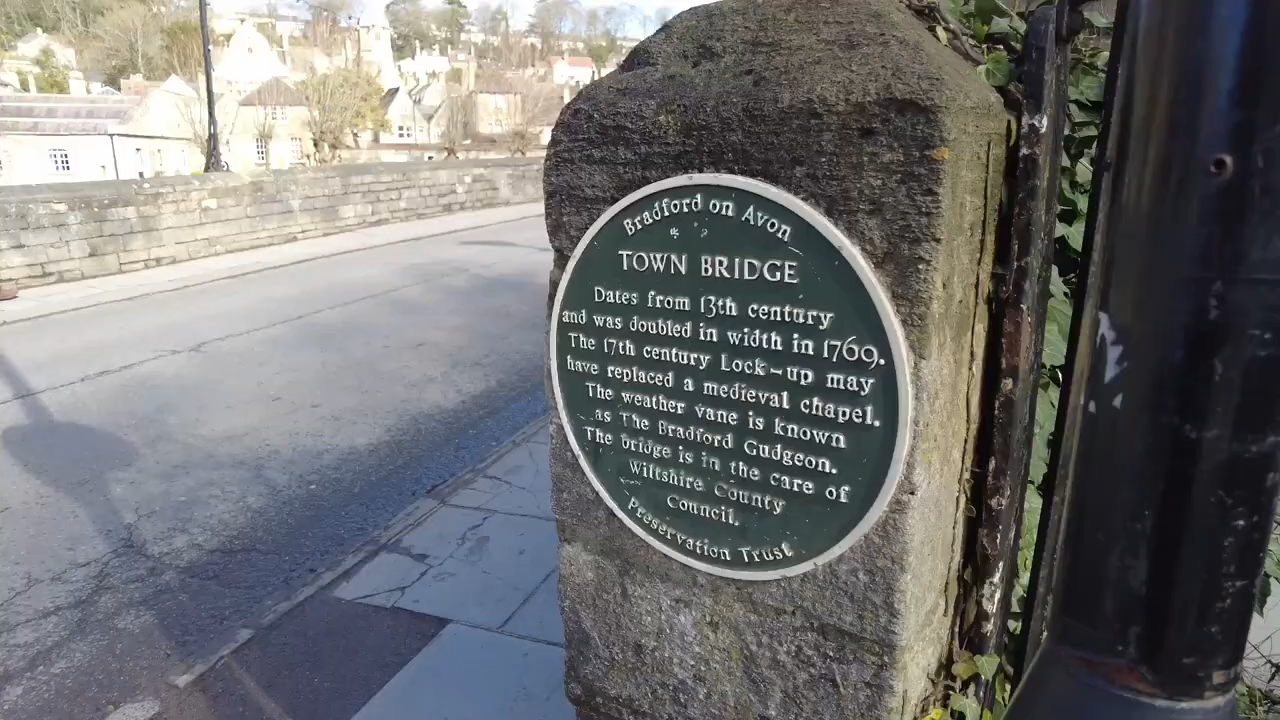 Bradford on Avon
TOWN BRIDGE
Dates from 13th century
and was doubled in width in 1769.
The 17th century Lock-up may
have replaced a medieval chapel.
The weather vane is known
as The Bradford Gudgeon.
The bridge is in the care of
Wiltshire County
Council.
Preservation Trust